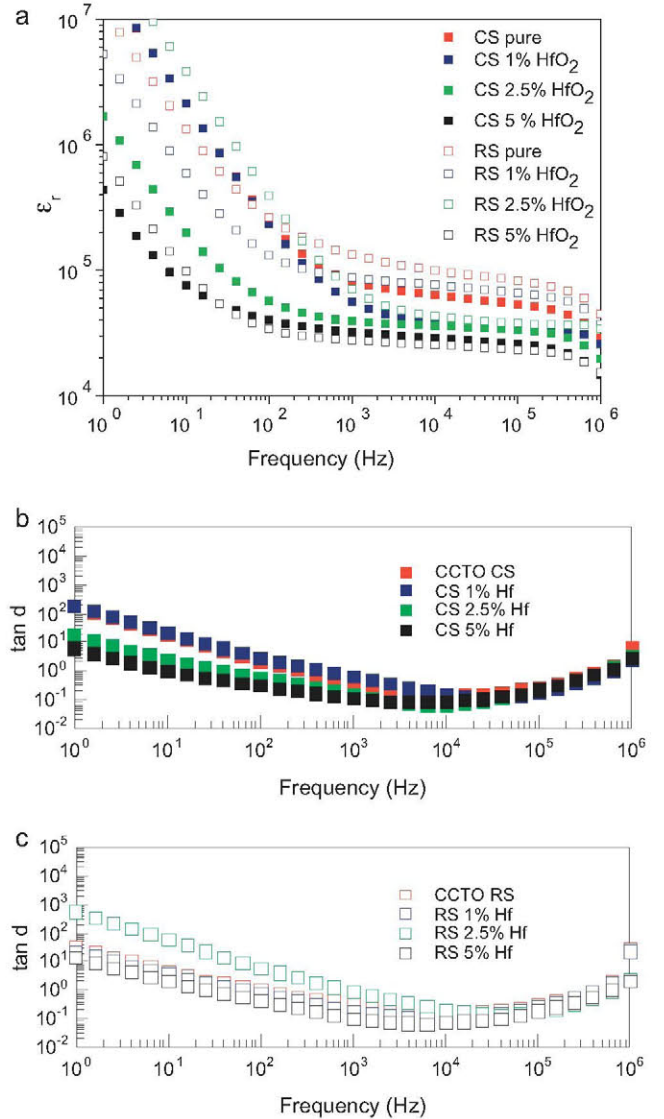 a
CS pure
CS 1% HfO2
CS 2.5% HfO2
CS 5 % HfO2
RS pure
RS 1% HfO2
RS 2.5% HfO2
RS 5% HfO2
10^7
10^6
10^5
10^4
ε_r
10^0 10^1 10^2 10^3 10^4 10^5 10^6
Frequency (Hz)
b
10^5
10^4
10^3
10^2
10^1
10^0
10^-1
10^-2
tan d
CCTO CS
CS 1% Hf
CS 2.5% Hf
CS 5% Hf
10^0 10^1 10^2 10^3 10^4 10^5 10^6
Frequency (Hz)
c
10^5
10^4
10^3
10^2
10^1
10^0
10^-1
10^-2
tan d
CCTO RS
RS 1% Hf
RS 2.5% Hf
RS 5% Hf
10^0 10^1 10^2 10^3 10^4 10^5 10^6
Frequency (Hz)